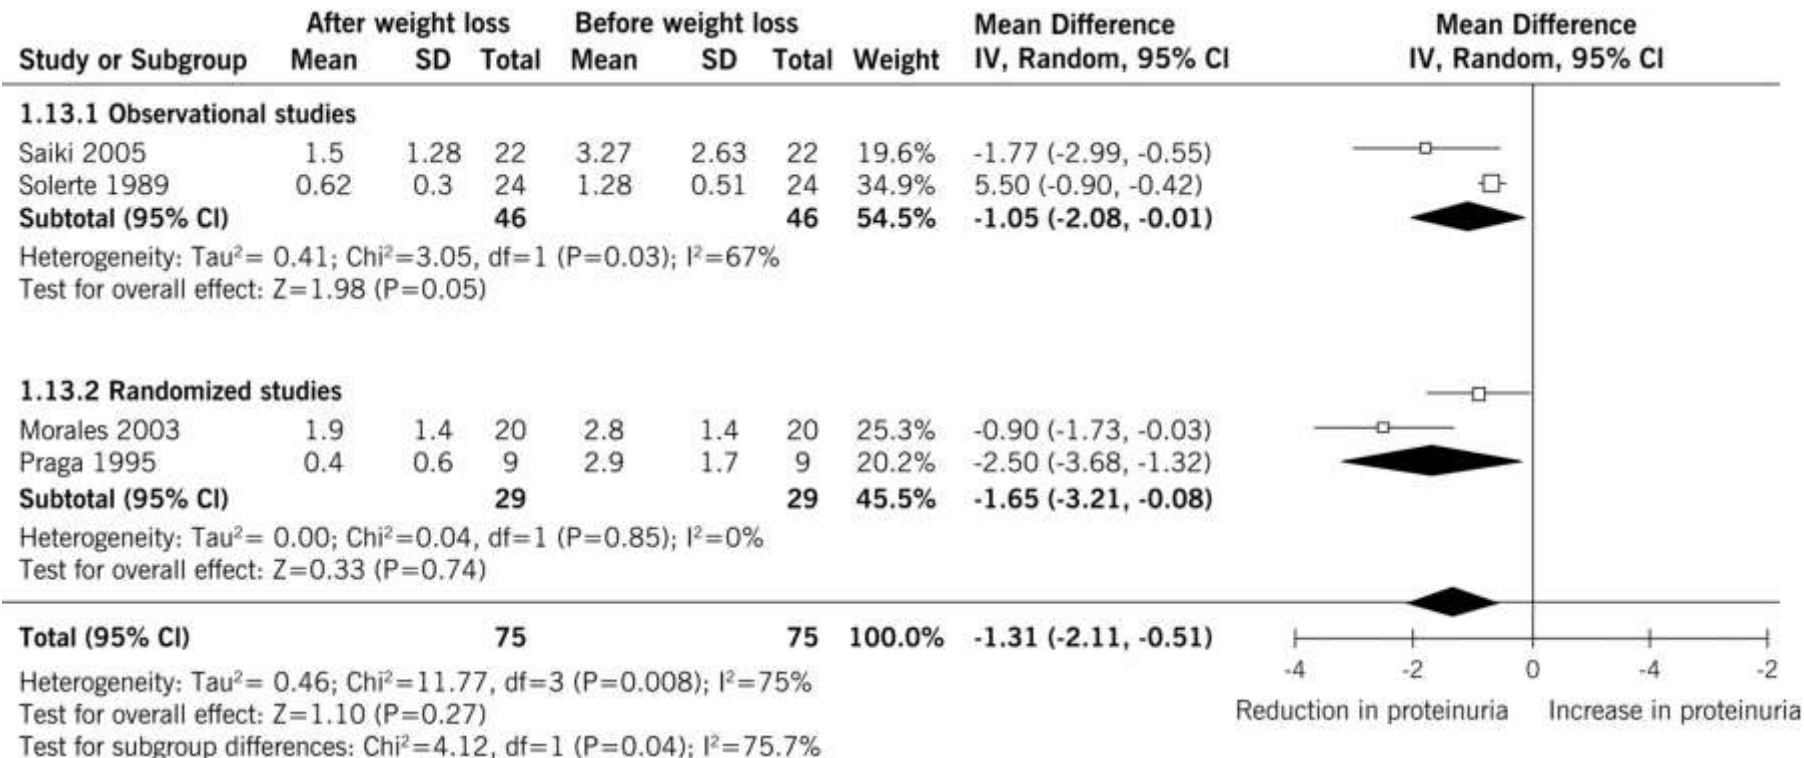 After weight loss Before weight loss Mean Difference Mean Difference
Study or Subgroup Mean SD Total Mean SD Total Weight IV, Random, 95% CI IV, Random, 95% CI
1.13.1 Observational studies
Saiki 2005 1.5 1.28 22 3.27 2.63 22 19.6% -1.77 (-2.99, -0.55)
Solerte 1989 0.62 0.3 24 1.28 0.51 24 34.9% 5.50 (-0.90, -0.42)
Subtotal (95% CI) 46 46 54.5% -1.05 (-2.08, -0.01)
Heterogeneity: Tau²= 0.41; Chi²=3.05, df=1 (P=0.03); I²=67%
Test for overall effect: Z=1.98 (P=0.05)
1.13.2 Randomized studies
Morales 2003 1.9 1.4 20 2.8 1.4 20 25.3% -0.90 (-1.73, -0.03)
Praga 1995 0.4 0.6 9 2.9 1.7 9 20.2% -2.50 (-3.68, -1.32)
Subtotal (95% CI) 29 29 45.5% -1.65 (-3.21, -0.08)
Heterogeneity: Tau²= 0.00; Chi²=0.04, df=1 (P=0.85); I²=0%
Test for overall effect: Z=0.33 (P=0.74)
Total (95% CI) 75 75 100.0% -1.31 (-2.11, -0.51)
Heterogeneity: Tau²= 0.46; Chi²=11.77, df=3 (P=0.008); I²=75%
Test for overall effect: Z=1.10 (P=0.27)
Test for subgroup differences: Chi²=4.12, df=1 (P=0.04); I²=75.7%
-4 -2 0 -4 -2
Reduction in proteinuria Increase in proteinuria